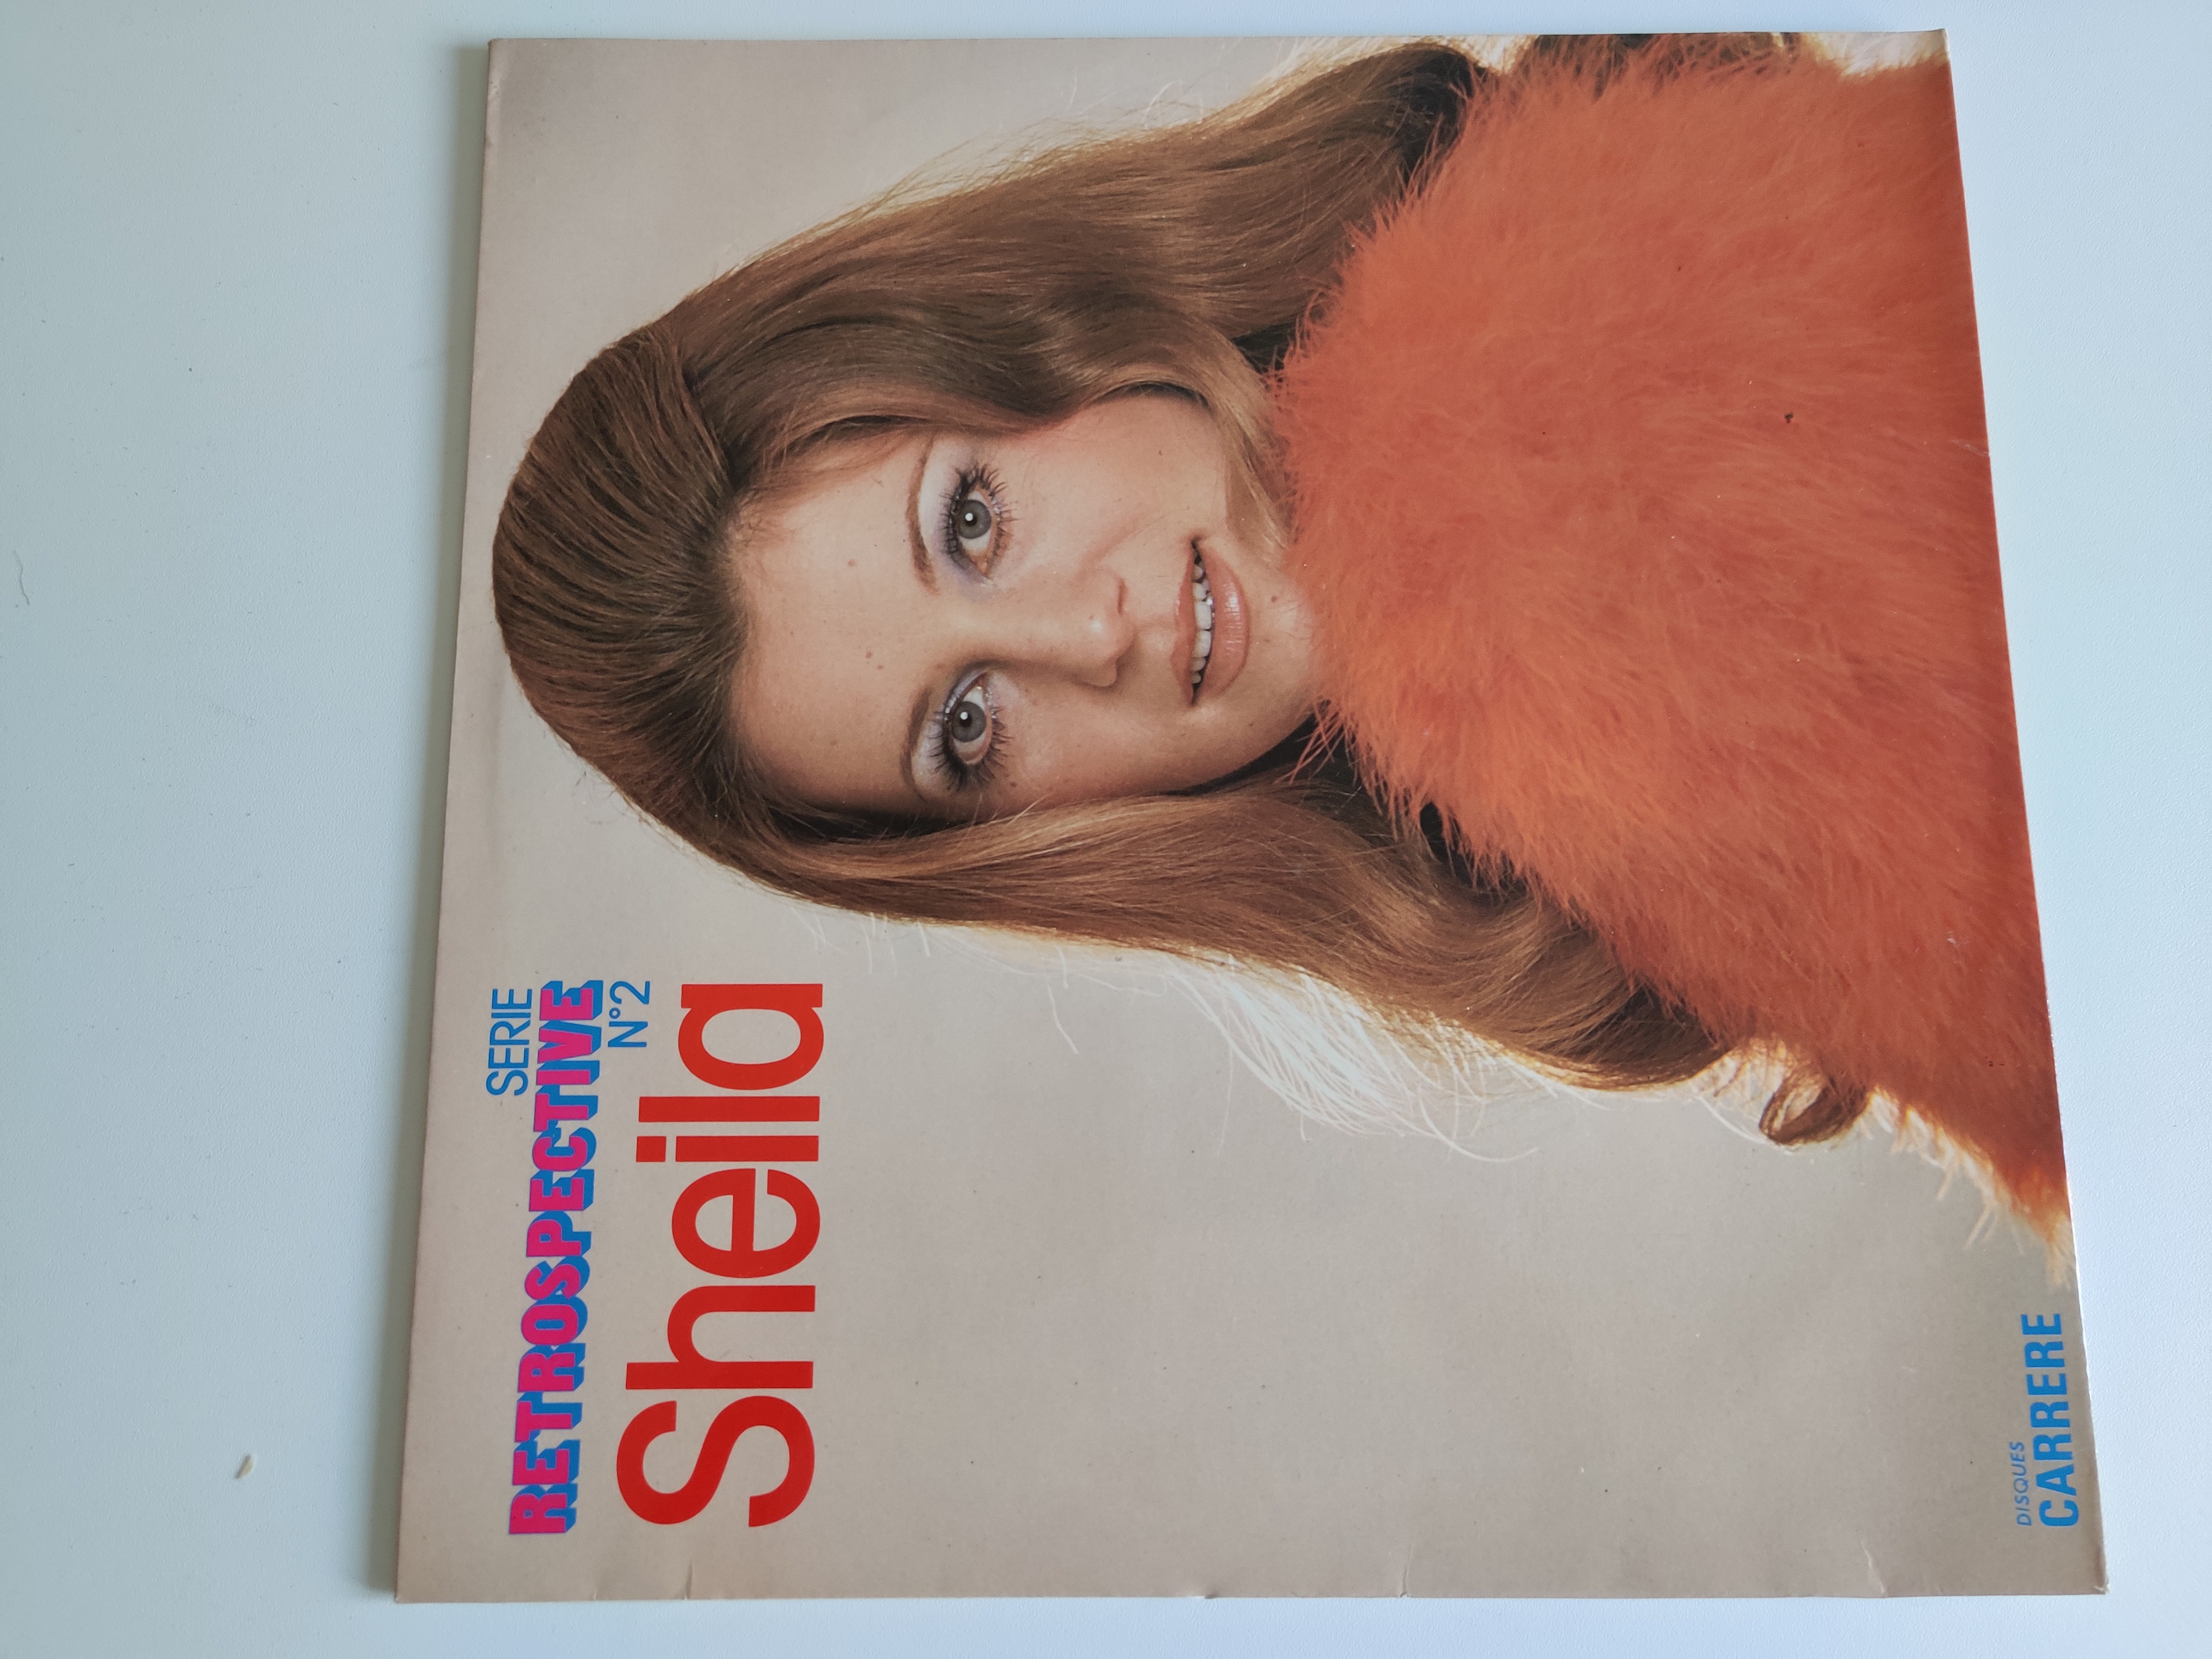 SERIE
RETROSPECTIVE
N°2
Sheila
DISQUES
CARRERE